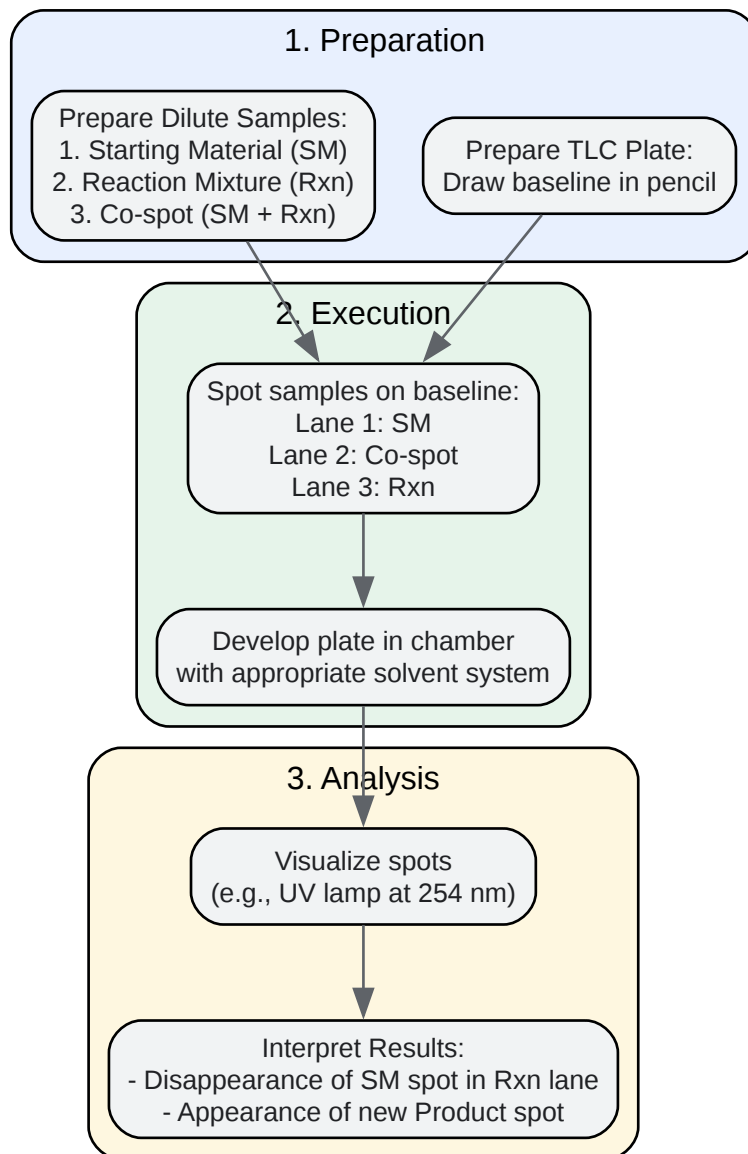 1. Preparation
Prepare Dilute Samples:
1. Starting Material (SM)
2. Reaction Mixture (Rxn)
3. Co-spot (SM + Rxn)
Prepare TLC Plate:
Draw baseline in pencil
2. Execution
Spot samples on baseline:
Lane 1: SM
Lane 2: Co-spot
Lane 3: Rxn
Develop plate in chamber
with appropriate solvent system
3. Analysis
Visualize spots
(e.g., UV lamp at 254 nm)
Interpret Results:
- Disappearance of SM spot in Rxn lane
- Appearance of new Product spot